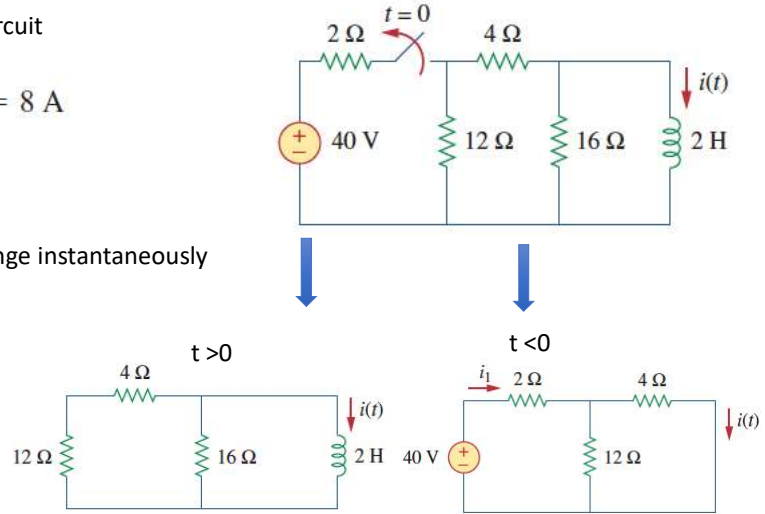 rcuit
= 8 A
nge instantaneously
t = 0
2 Ω
4 Ω
i(t)
+
−
40 V
12 Ω
16 Ω
2 H
t >0
4 Ω
i(t)
12 Ω
16 Ω
2 H
t <0
i1
2 Ω
4 Ω
i(t)
40 V
+
−
12 Ω